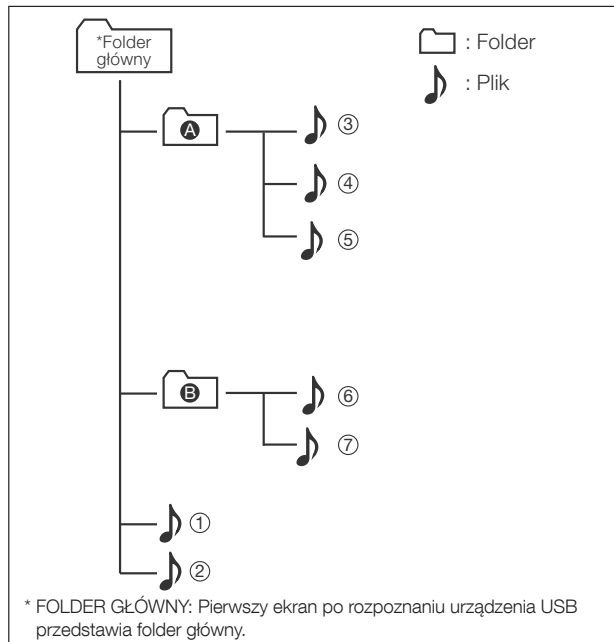 *Folder
główny
: Folder
: Plik
A
③
④
⑤
B
⑥
⑦
①
②
* FOLDER GŁÓWNY: Pierwszy ekran po rozpoznaniu urządzenia USB
przedstawia folder główny.